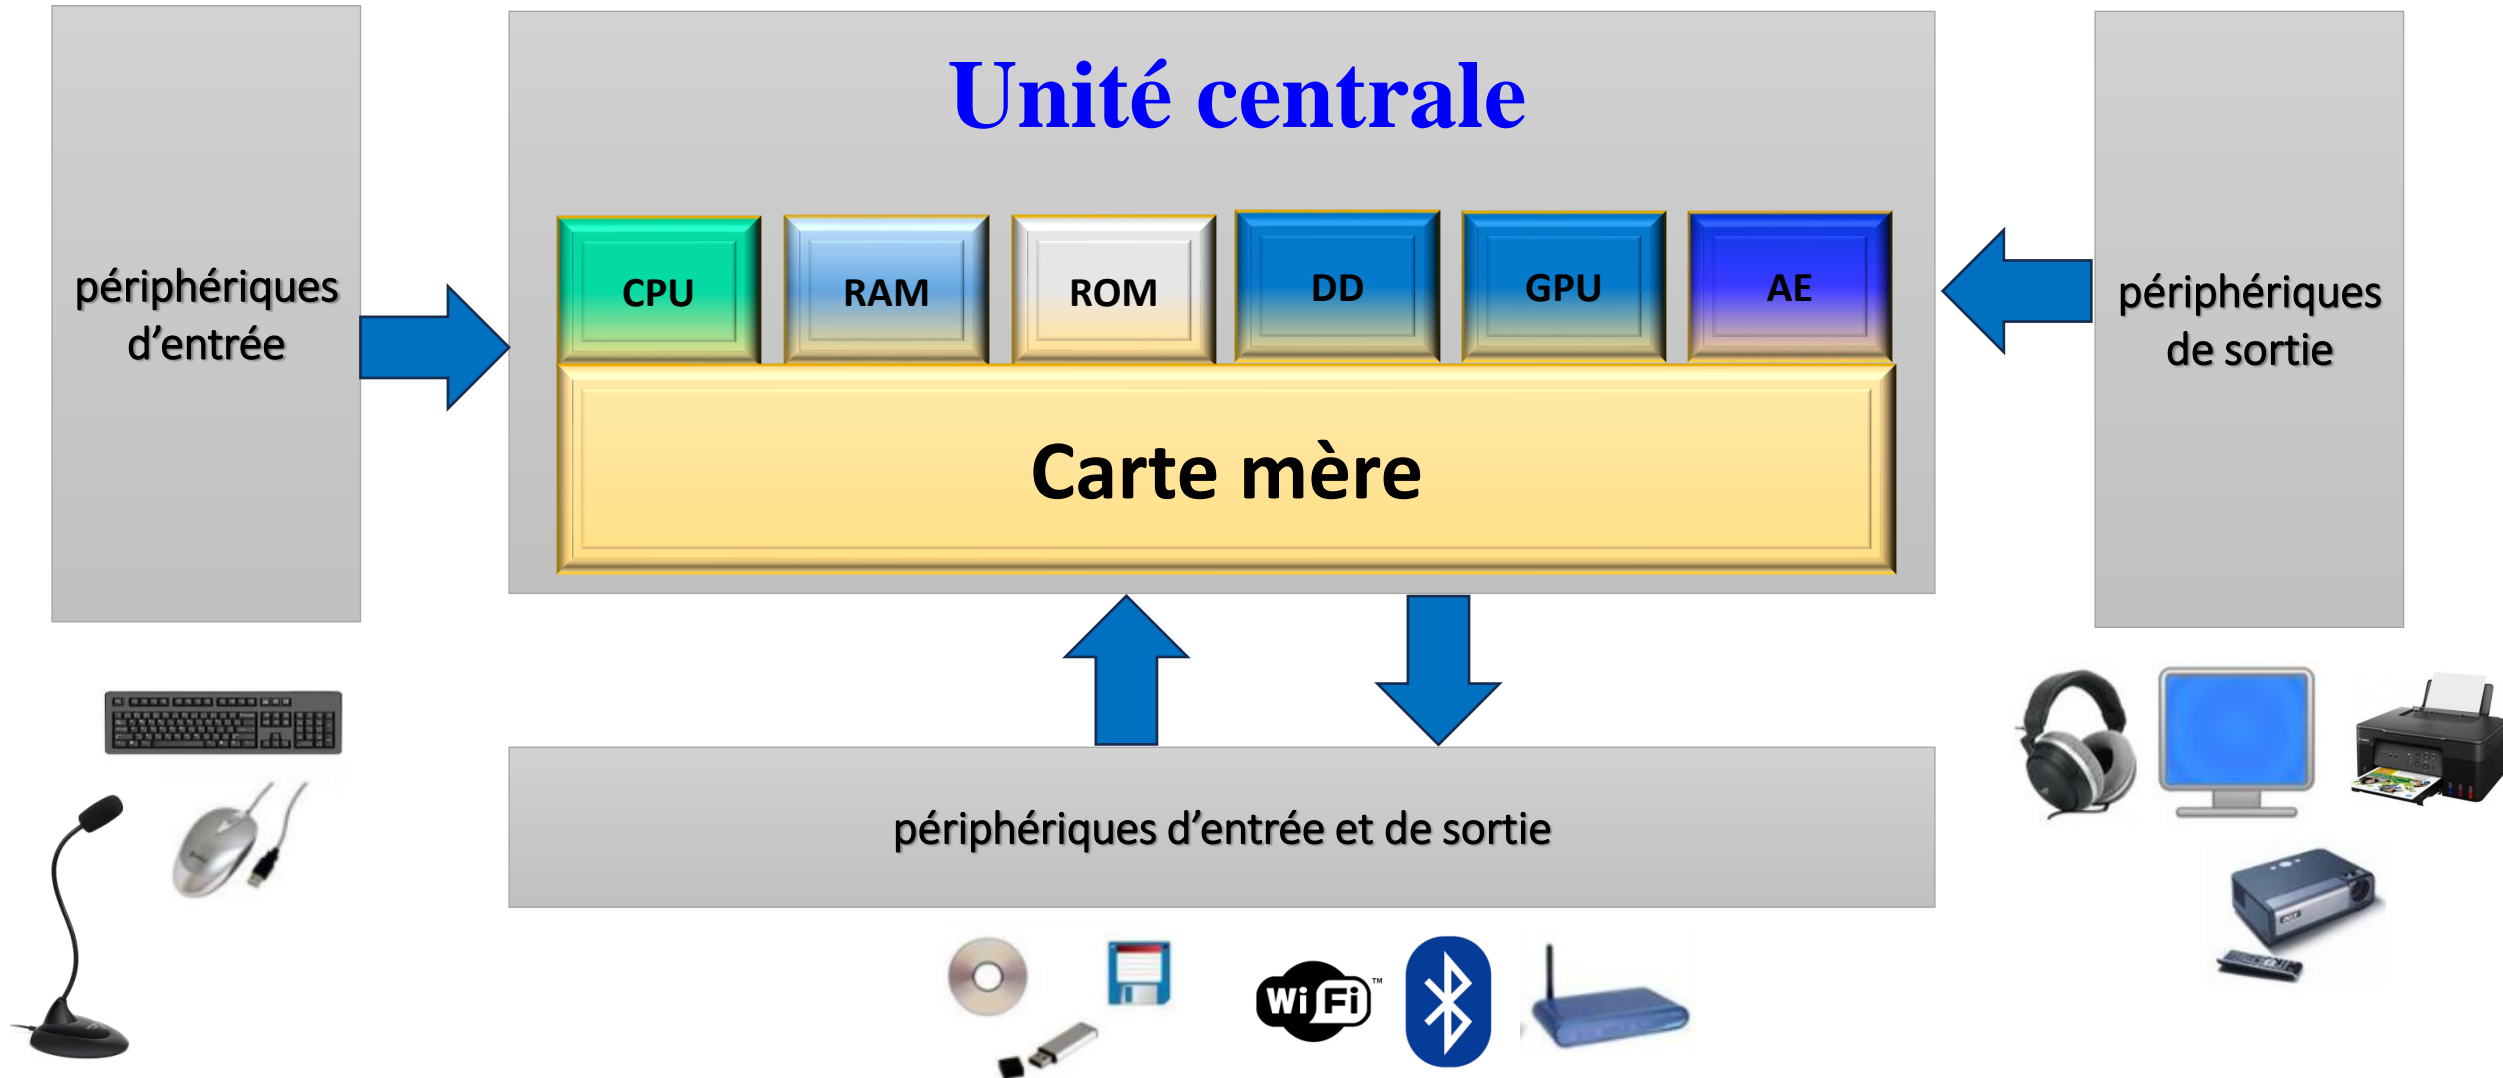 Unité centrale
périphériques
d'entrée
CPU
RAM
ROM
DD
GPU
AE
périphériques
de sortie
Carte mère
périphériques d'entrée et de sortie
Wi Fi ™